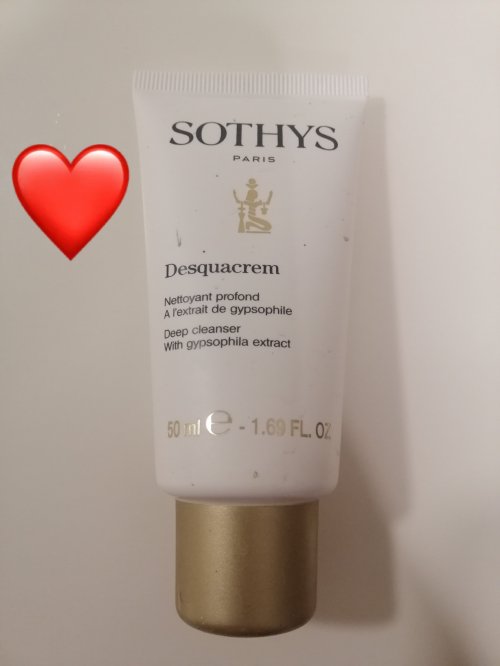 SOTHYS
PARIS
Desquacrem
Nettoyant profond
A l'extrait de gypsophile
Deep cleanser
With gypsophila extract
50 ml e - 1.69 FL. OZ.